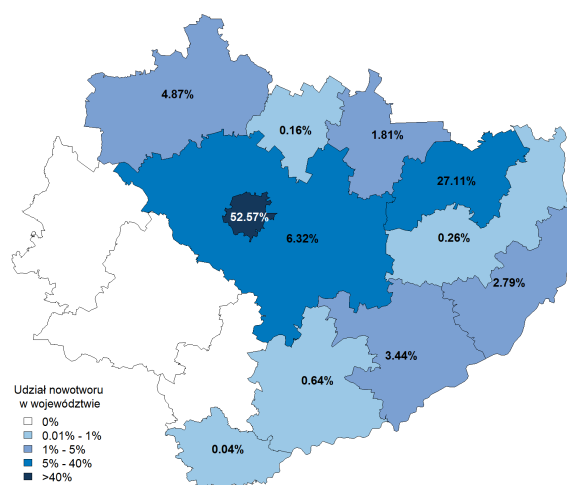 4.87%
0.16%
1.81%
27.11%
52.57%
6.32%
0.26%
2.79%
3.44%
0.64%
0.04%
Udział nowotworu
w województwie
0%
0.01% - 1%
1% - 5%
5% - 40%
>40%